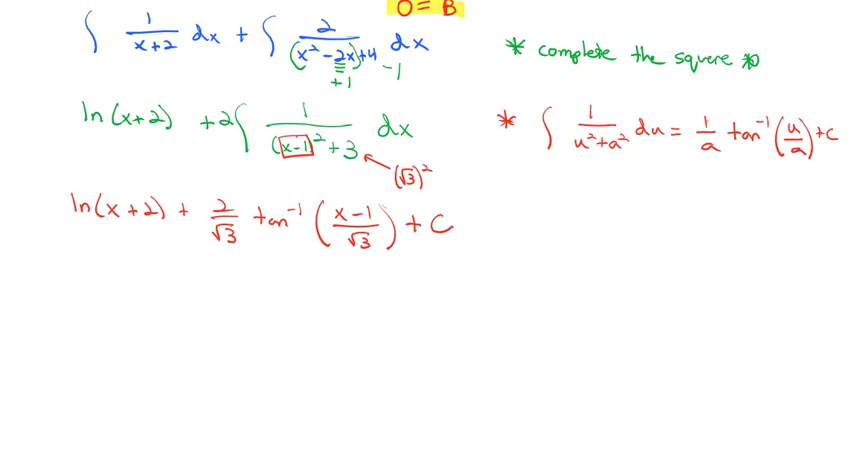 0 = B
∫ 1/(x+2) dx + ∫ 2/((x² − 2x)+4) dx
+1 −1
* complete the square *
ln(x+2) + 2∫ 1/((x−1)² + 3) dx
(√3)²
* ∫ 1/(u²+a²) du = 1/a tan⁻¹(u/a) + c
ln(x+2) + 2/√3 tan⁻¹((x−1)/√3) + C